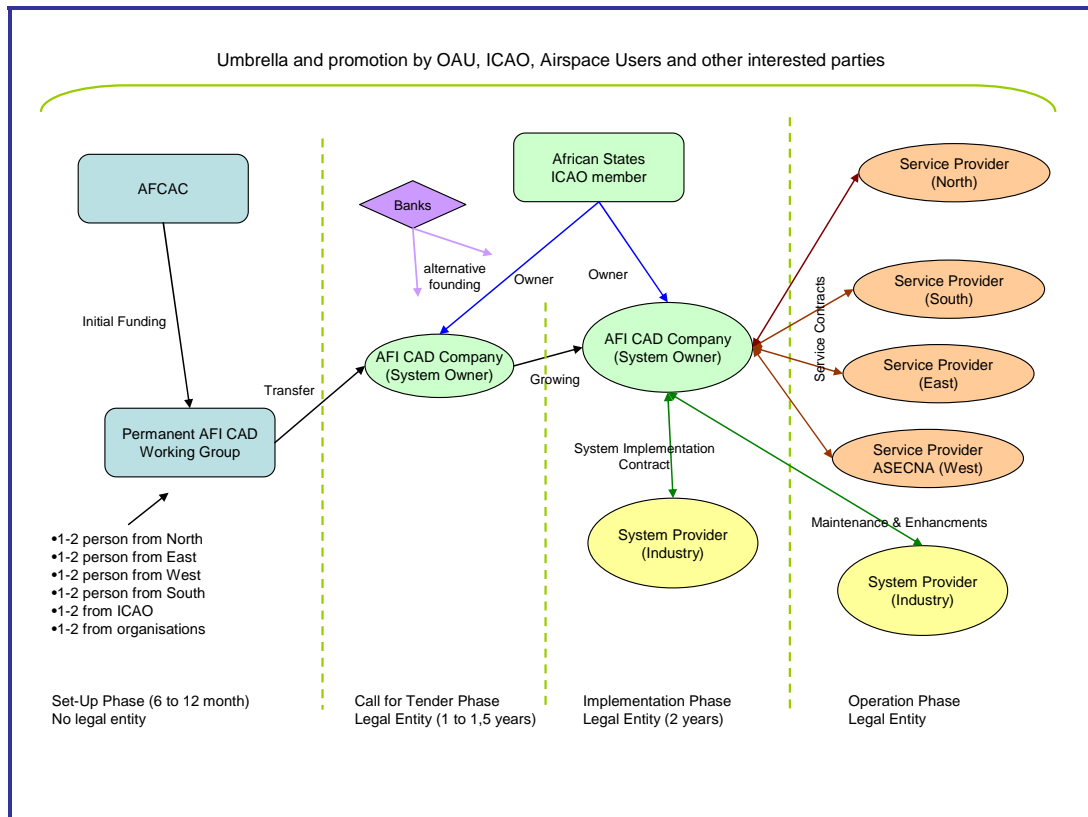 Umbrella and promotion by OAU, ICAO, Airspace Users and other interested parties
AFCAC
Initial Funding
Permanent AFI CAD
Working Group
•1-2 person from North
•1-2 person from East
•1-2 person from West
•1-2 person from South
•1-2 from ICAO
•1-2 from organisations
Set-Up Phase (6 to 12 month)
No legal entity
Transfer
Banks
alternative
founding
African States
ICAO member
Owner
Owner
AFI CAD Company
(System Owner)
Growing
AFI CAD Company
(System Owner)
System Implementation
Contract
System Provider
(Industry)
Call for Tender Phase
Legal Entity (1 to 1,5 years)
Implementation Phase
Legal Entity (2 years)
Service Contracts
Service Provider
(North)
Service Provider
(South)
Service Provider
(East)
Service Provider
ASECNA (West)
Maintenance & Enhancments
System Provider
(Industry)
Operation Phase
Legal Entity